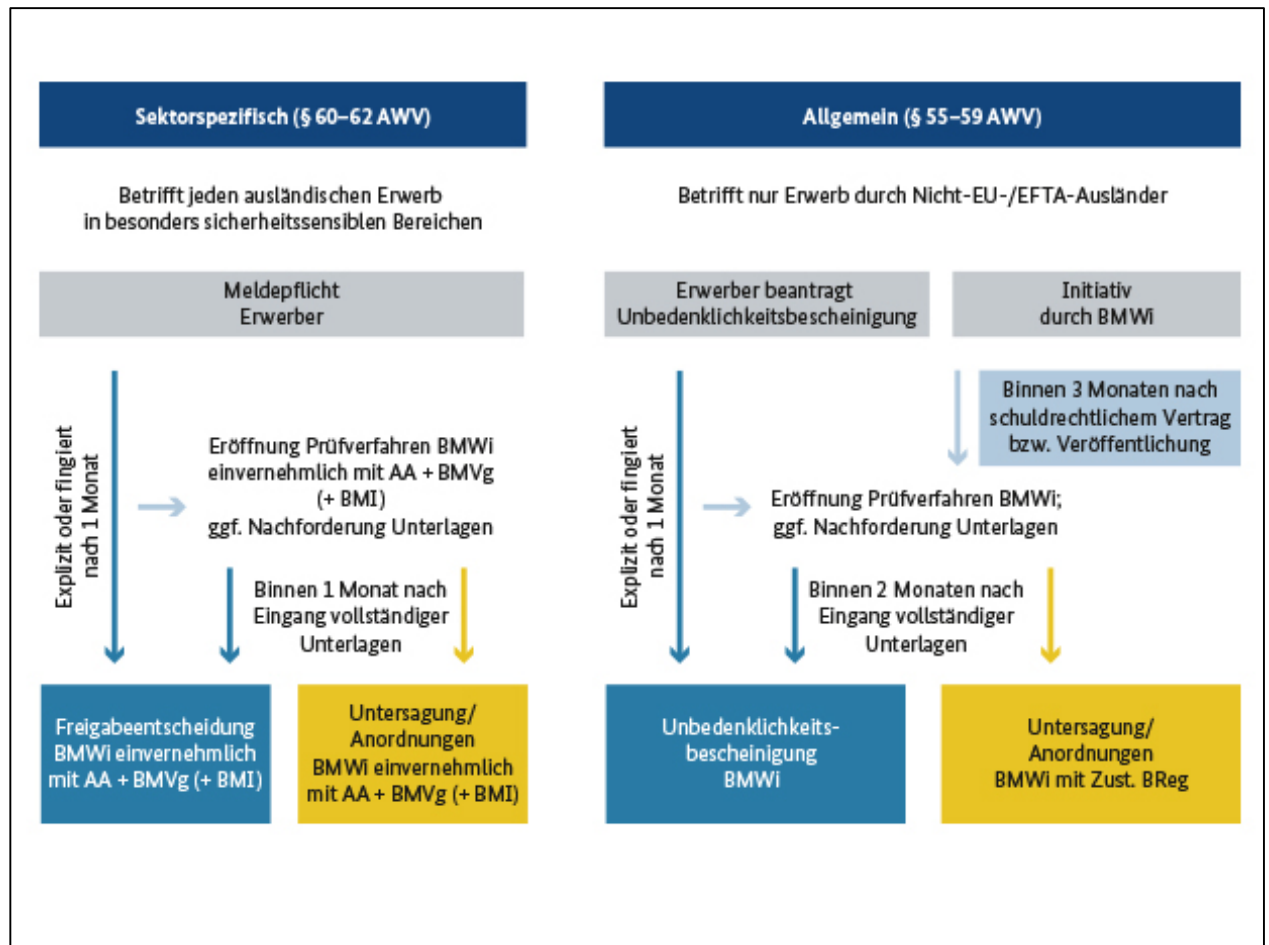 Sektorspezifisch (§ 60–62 AWV)
Betrifft jeden ausländischen Erwerb
in besonders sicherheitssensiblen Bereichen
Meldepflicht
Erwerber
Explizit oder fingiert
nach 1 Monat
Eröffnung Prüfverfahren BMWi
einvernehmlich mit AA + BMVg
(+ BMI)
ggf. Nachforderung Unterlagen
Binnen 1 Monat nach
Eingang vollständiger
Unterlagen
Freigabeentscheidung
BMWi einvernehmlich
mit AA + BMVg (+ BMI)
Untersagung/
Anordnungen
BMWi einvernehmlich
mit AA + BMVg (+ BMI)
Allgemein (§ 55–59 AWV)
Betrifft nur Erwerb durch Nicht-EU-/EFTA-Ausländer
Erwerber beantragt
Unbedenklichkeitsbescheinigung
Initiativ
durch BMWi
Binnen 3 Monaten nach
schuldrechtlichem Vertrag
bzw. Veröffentlichung
Explizit oder fingiert
nach 1 Monat
Eröffnung Prüfverfahren BMWi;
ggf. Nachforderung Unterlagen
Binnen 2 Monaten nach
Eingang vollständiger
Unterlagen
Unbedenklichkeits-
bescheinigung
BMWi
Untersagung/
Anordnungen
BMWi mit Zust. BReg